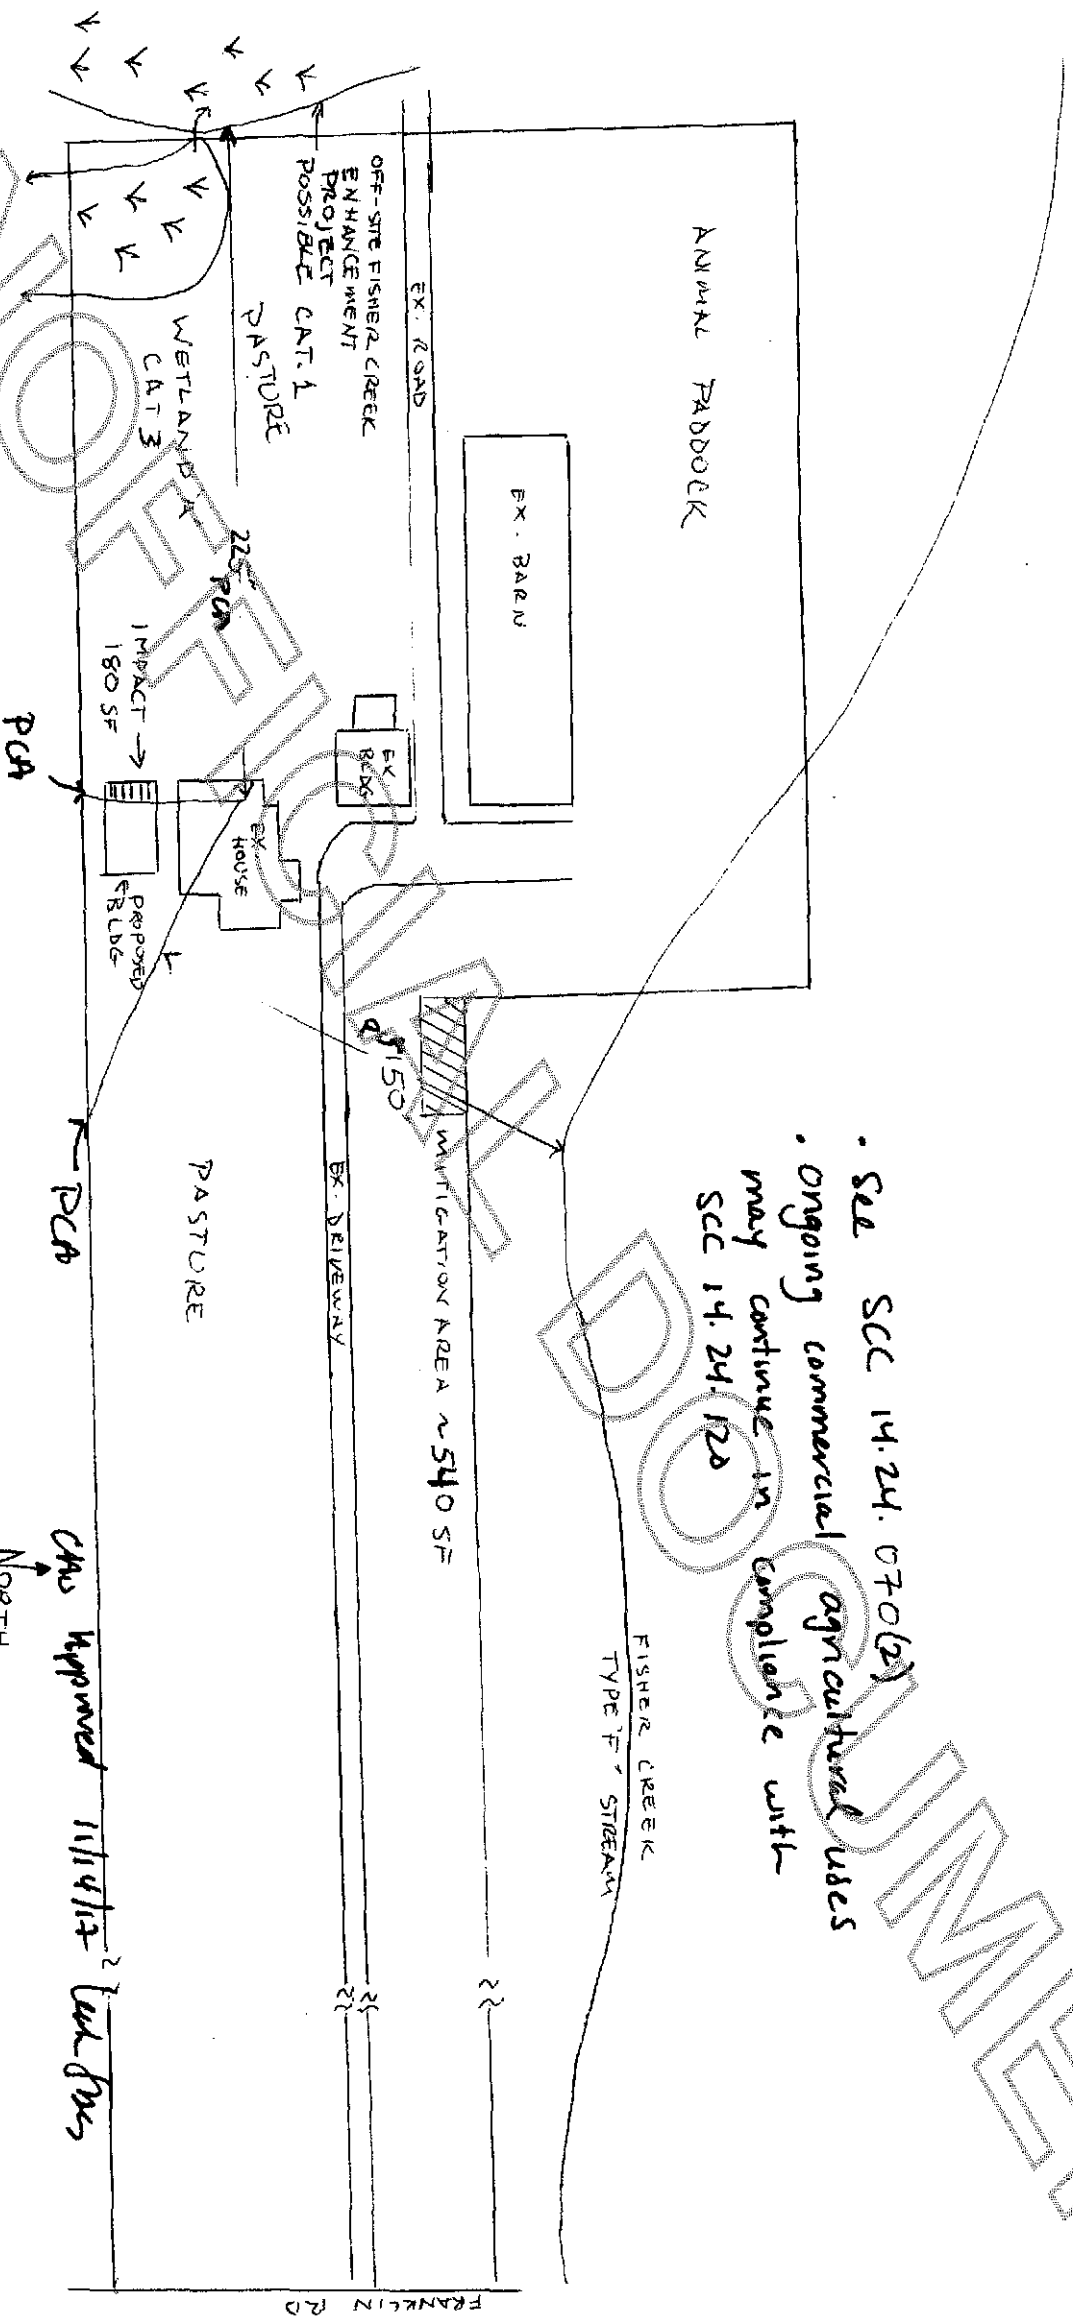 • See SCC 14.24.070(2)
• ongoing commercial agricultural uses
may continue in compliance with
SCC 14.24.120
ANIMAL PADDOCK
EX. BARN
EX. ROAD
OFF-SITE FISHER CREEK
ENHANCEMENT
PROJECT
POSSIBLE CAT. 1
PASTURE
WETLAND A
CAT 3
225'
PCA
EX
BLDG
EX
HOUSE
IMPACT →
180 SF
PROPOSED
BLDG
PCA
PCA
150'
MITIGATION AREA ~ 540 SF
EX. DRIVEWAY
PASTURE
FISHER CREEK
TYPE "F" STREAM
FRANKLIN RD
Approved 11/14/17
NORTH
UNOFFICIAL DOCUMENT